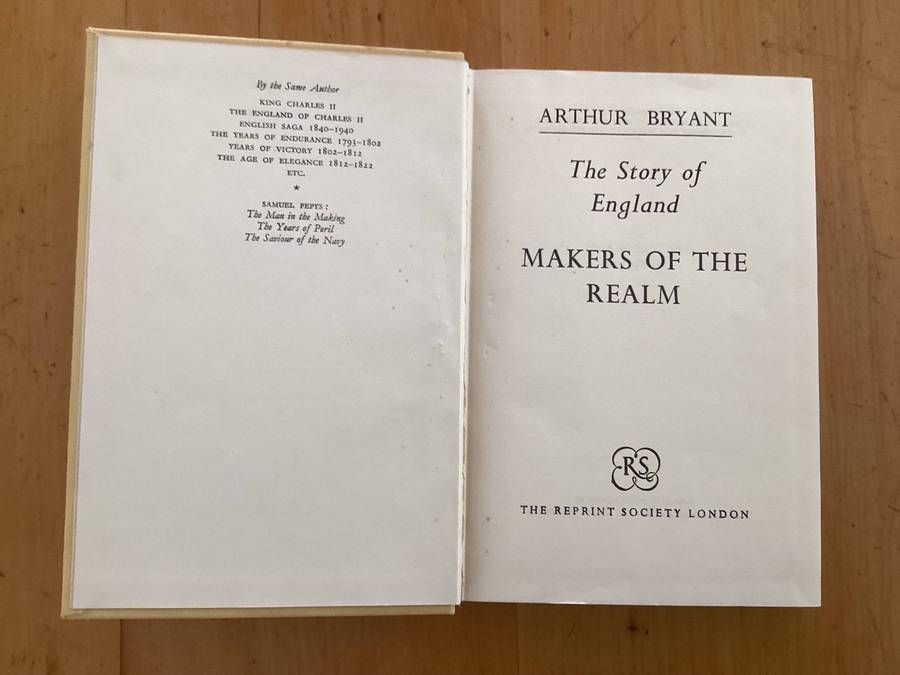 By the Same Author
KING CHARLES II
THE ENGLAND OF CHARLES II
ENGLISH SAGA 1840–1940
THE YEARS OF ENDURANCE 1793–1802
YEARS OF VICTORY 1802–1812
THE AGE OF ELEGANCE 1812–1822
ETC.
★
SAMUEL PEPYS:
The Man in the Making
The Years of Peril
The Saviour of the Navy
ARTHUR BRYANT
The Story of
England
MAKERS OF THE
REALM
RS
THE REPRINT SOCIETY LONDON